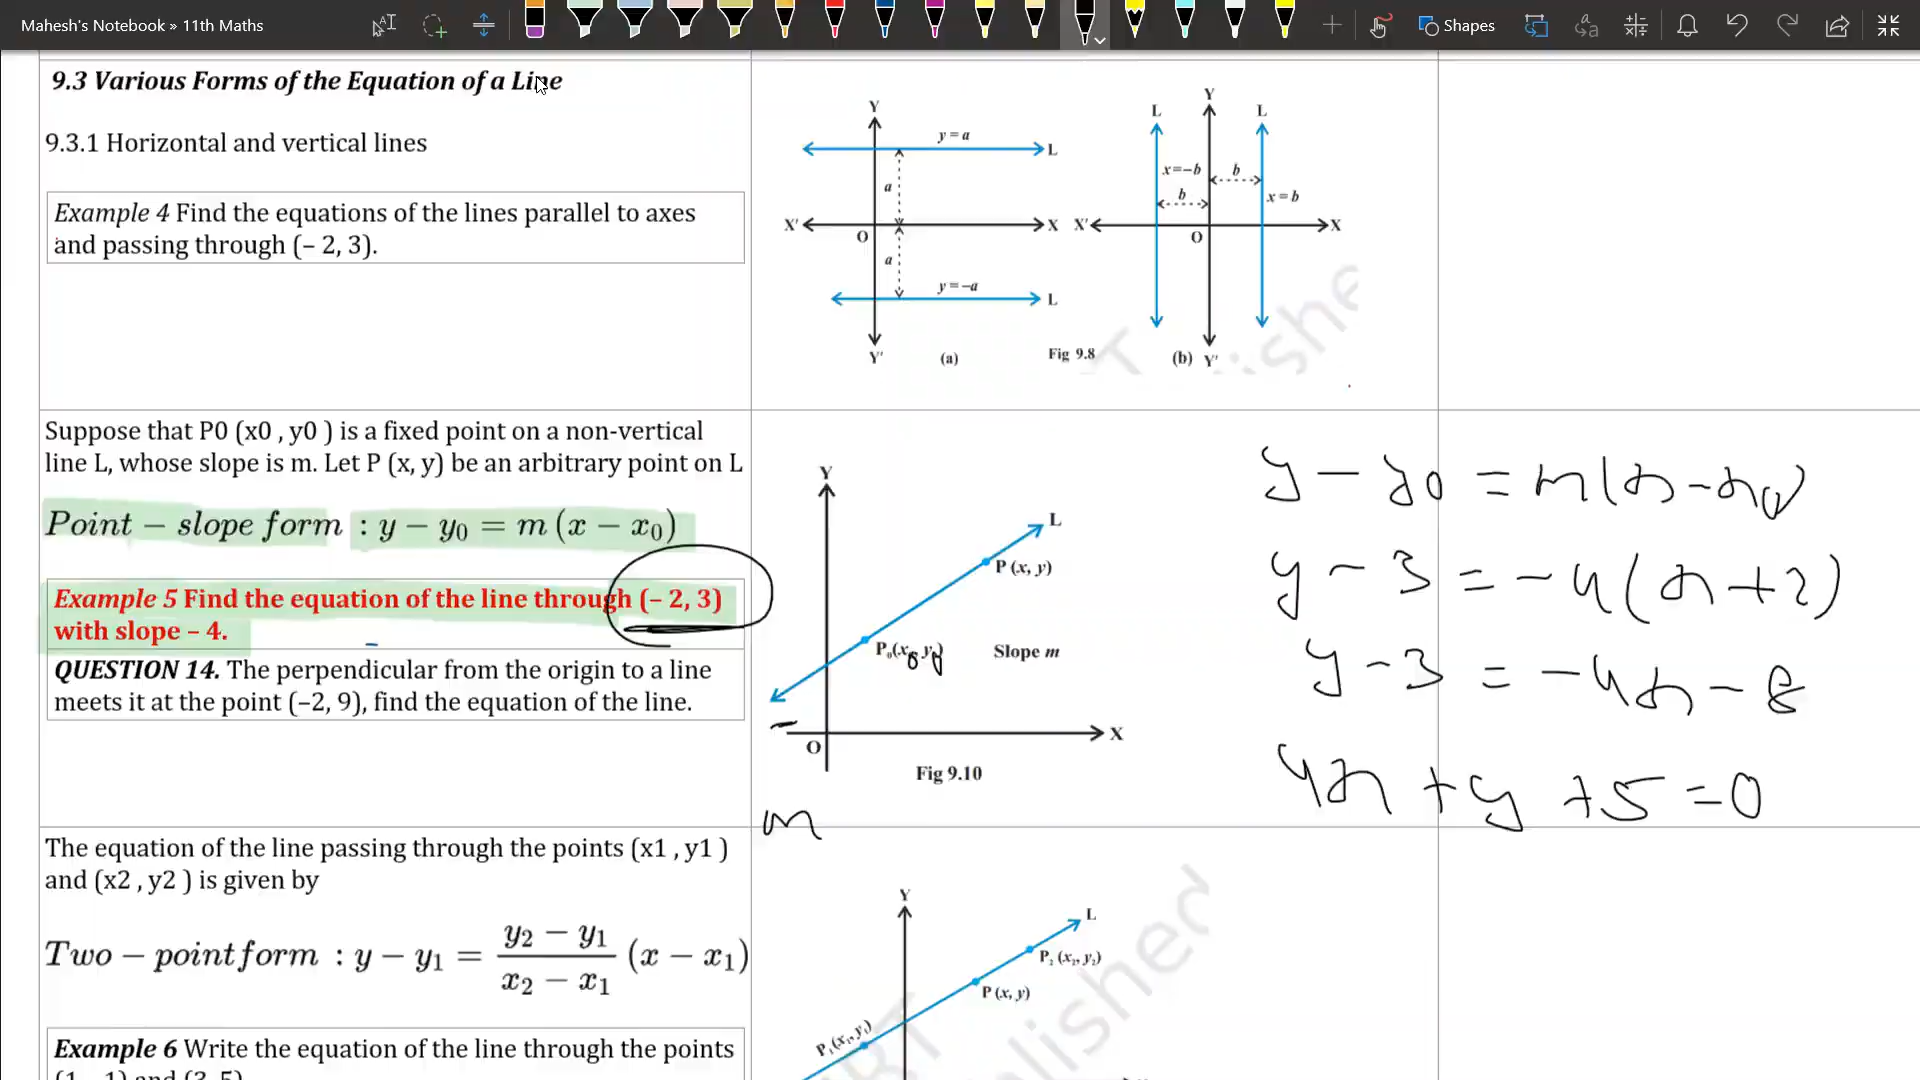 Mahesh's Notebook » 11th Maths
Shapes
9.3 Various Forms of the Equation of a Line
9.3.1 Horizontal and vertical lines
Example 4 Find the equations of the lines parallel to axes
and passing through (– 2, 3).
Y
y = a
L
a
X'
X
O
a
y = –a
L
Y'
(a)
Fig 9.8
Y
L
L
x = –b
b
b
x = b
X'
X
O
(b)
Y'
Suppose that P0 (x0 , y0 ) is a fixed point on a non-vertical
line L, whose slope is m. Let P (x, y) be an arbitrary point on L
Point – slope form : y – y₀ = m (x – x₀)
Example 5 Find the equation of the line through (– 2, 3)
with slope – 4.
QUESTION 14. The perpendicular from the origin to a line
meets it at the point (–2, 9), find the equation of the line.
Y
L
P (x, y)
P₀(x₀ y₀)
Slope m
O
X
Fig 9.10
m
y – y0 = m(x – x0)
y – 3 = – 4(x + 2)
y – 3 = – 4x – 8
4x + y + 5 = 0
The equation of the line passing through the points (x1 , y1 )
and (x2 , y2 ) is given by
Two – point form : y – y₁ = (y₂ – y₁)/(x₂ – x₁) (x – x₁)
Y
L
P₂ (x₂, y₂)
P (x, y)
P₁(x₁, y₁)
Example 6 Write the equation of the line through the points